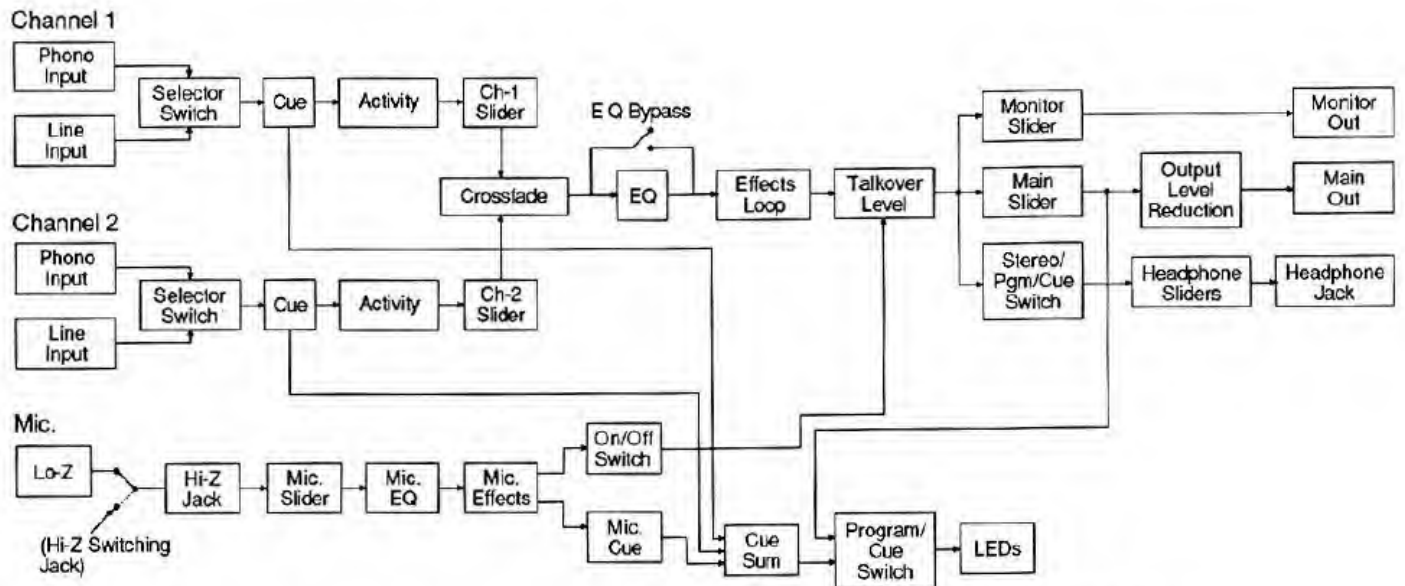 Channel 1
Phono
Input
Line
Input
Selector
Switch
Cue
Activity
Ch-1
Slider
Channel 2
Phono
Input
Line
Input
Selector
Switch
Cue
Activity
Ch-2
Slider
Crossfade
E Q Bypass
EQ
Effects
Loop
Talkover
Level
Monitor
Slider
Monitor
Out
Main
Slider
Output
Level
Reduction
Main
Out
Stereo/
Pgm/Cue
Switch
Headphone
Sliders
Headphone
Jack
Mic.
Lo-Z
(Hi-Z Switching
Jack)
Hi-Z
Jack
Mic.
Slider
Mic.
EQ
Mic.
Effects
On/Off
Switch
Mic.
Cue
Cue
Sum
Program/
Cue
Switch
LEDs